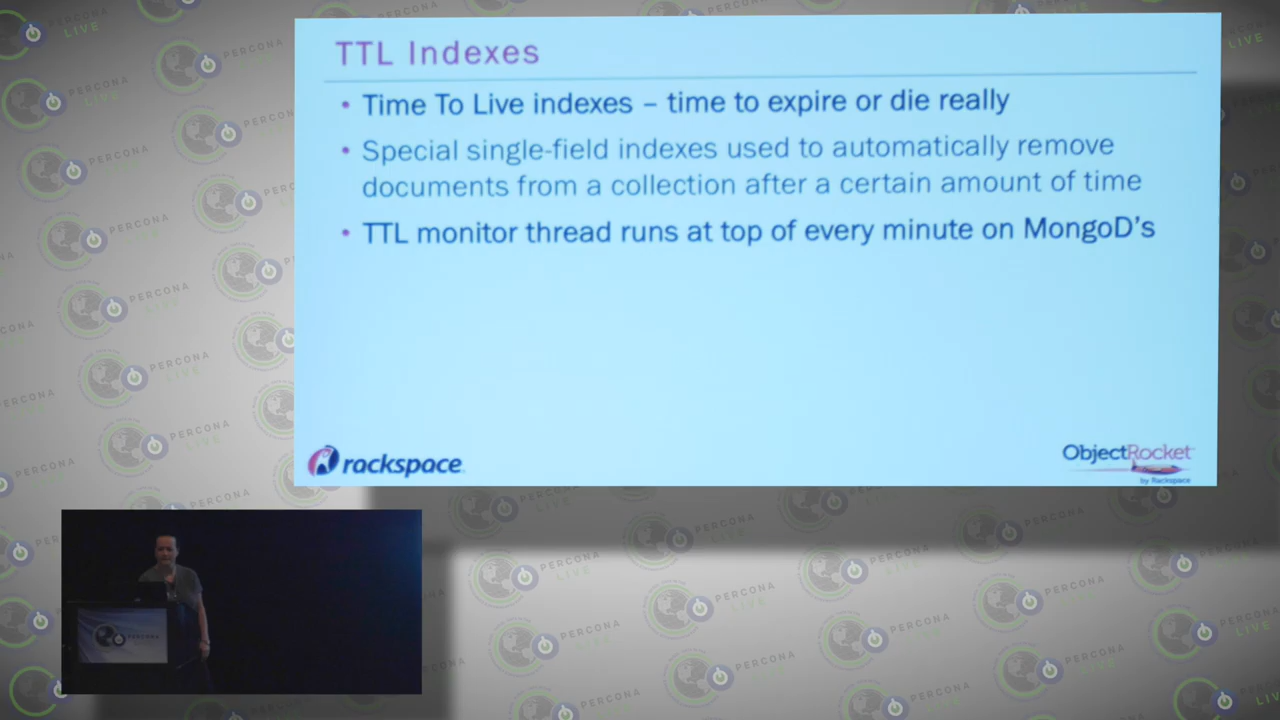 TTL Indexes
• Time To Live indexes – time to expire or die really
• Special single-field indexes used to automatically remove
documents from a collection after a certain amount of time
• TTL monitor thread runs at top of every minute on MongoD's
rackspace
ObjectRocket
by Rackspace
PERCONA
LIVE